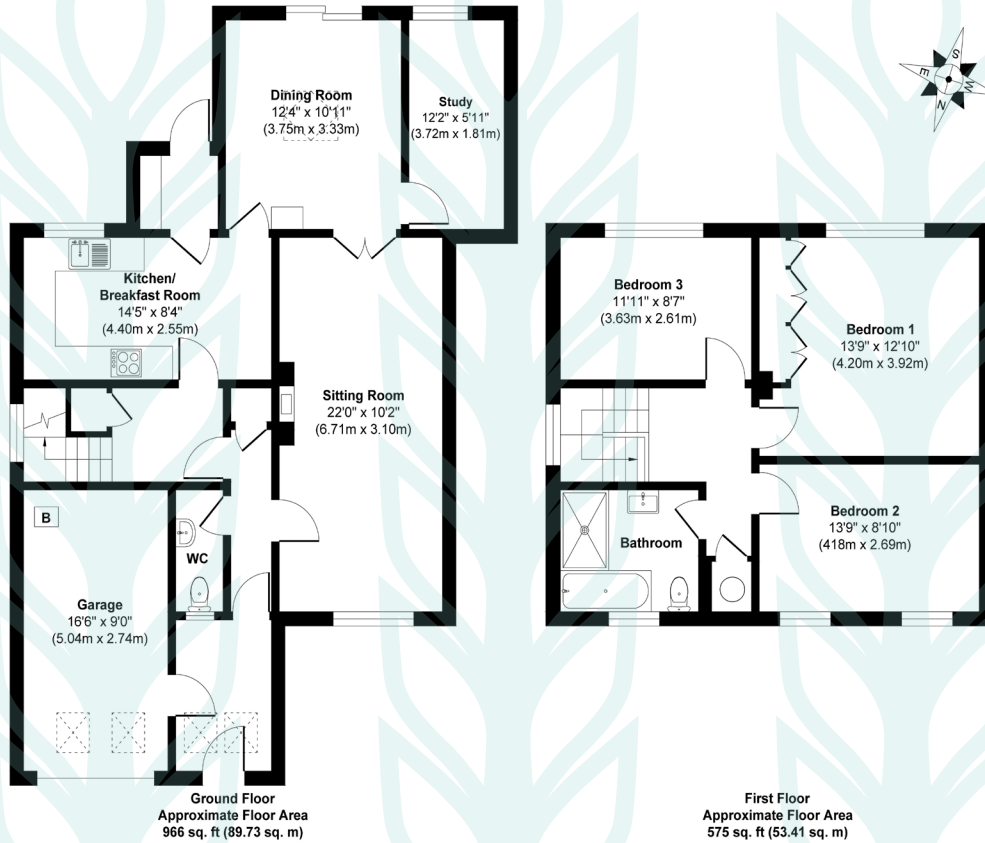 Dining Room
12'4" x 10'11"
(3.75m x 3.33m)
Study
12'2" x 5'11"
(3.72m x 1.81m)
S
E
W
N
Kitchen/
Breakfast Room
14'5" x 8'4"
(4.40m x 2.55m)
Bedroom 3
11'11" x 8'7"
(3.63m x 2.61m)
Bedroom 1
13'9" x 12'10"
(4.20m x 3.92m)
Sitting Room
22'0" x 10'2"
(6.71m x 3.10m)
B
WC
Bathroom
Bedroom 2
13'9" x 8'10"
(418m x 2.69m)
Garage
16'6" x 9'0"
(5.04m x 2.74m)
Ground Floor
Approximate Floor Area
966 sq. ft (89.73 sq. m)
First Floor
Approximate Floor Area
575 sq. ft (53.41 sq. m)